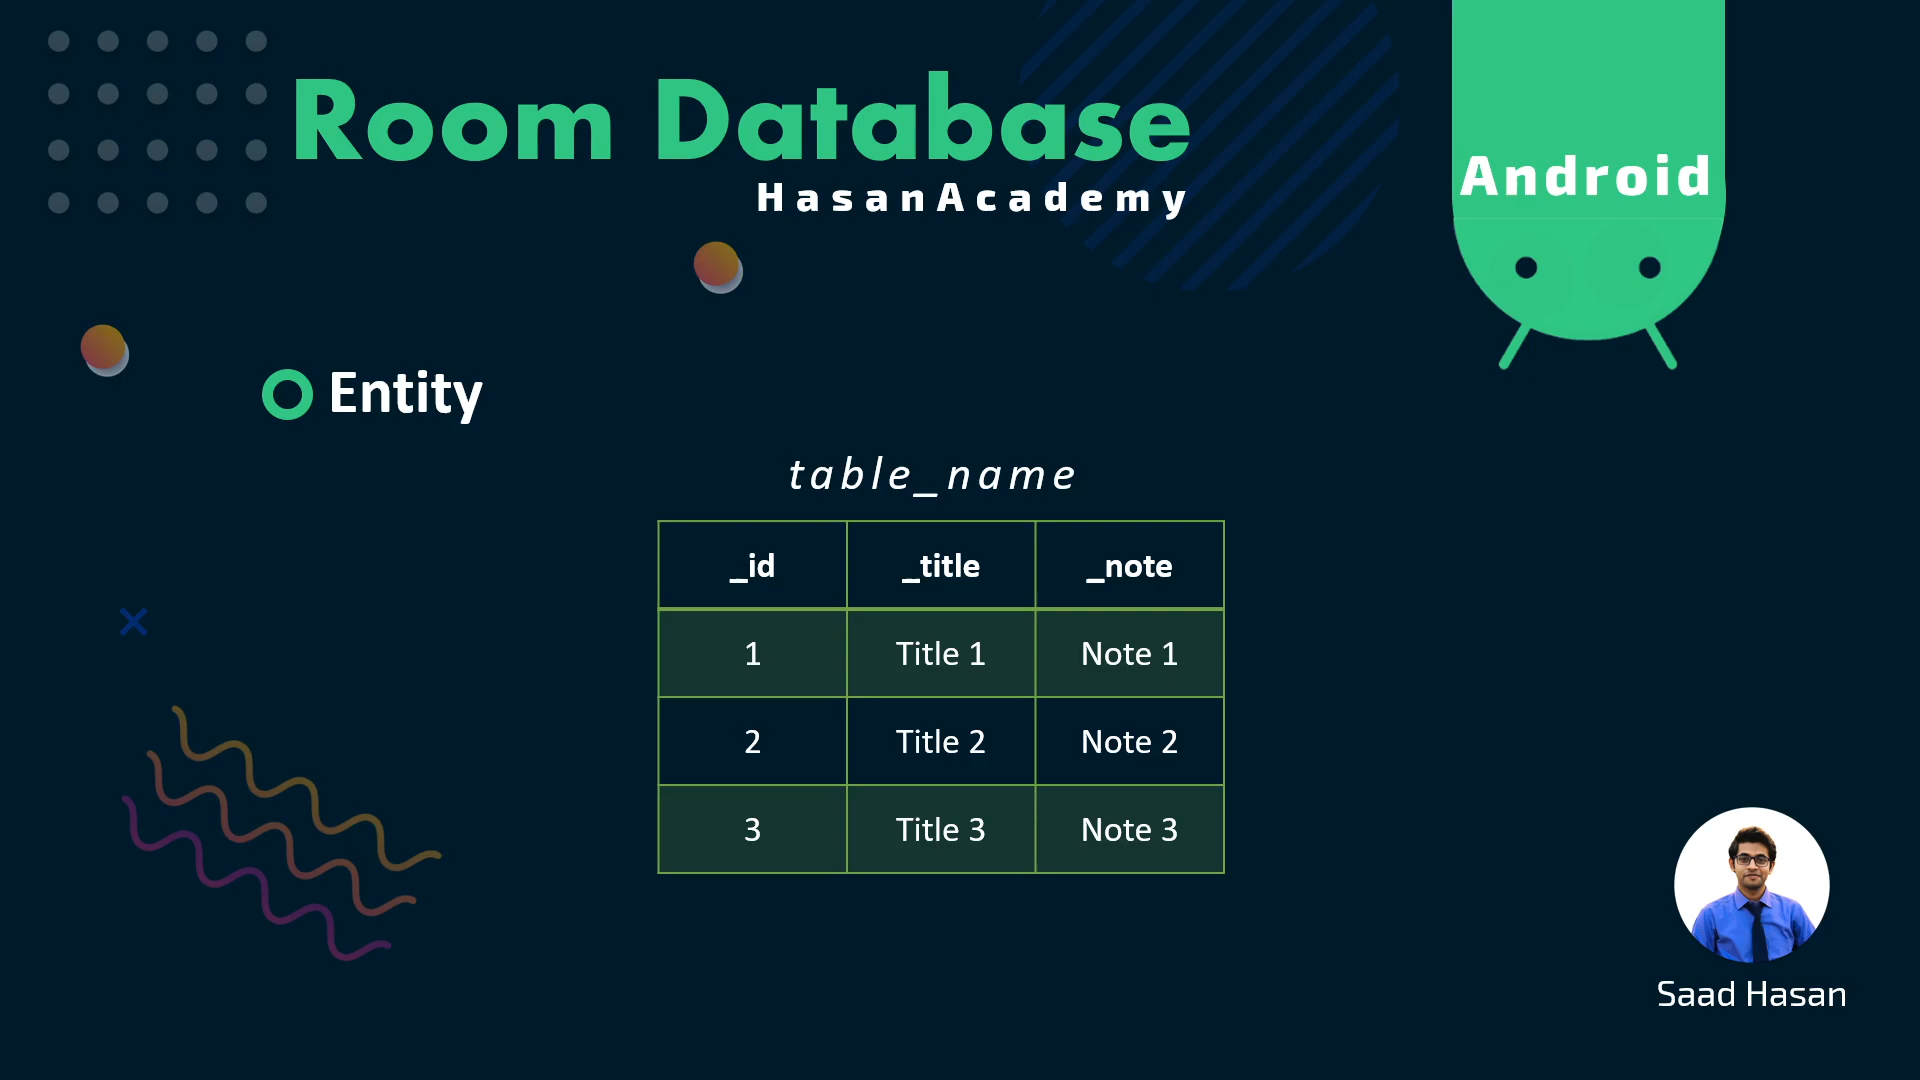 Room Database
HasanAcademy
Android
Entity
table_name
_id _title _note
1 Title 1 Note 1
2 Title 2 Note 2
3 Title 3 Note 3
Saad Hasan